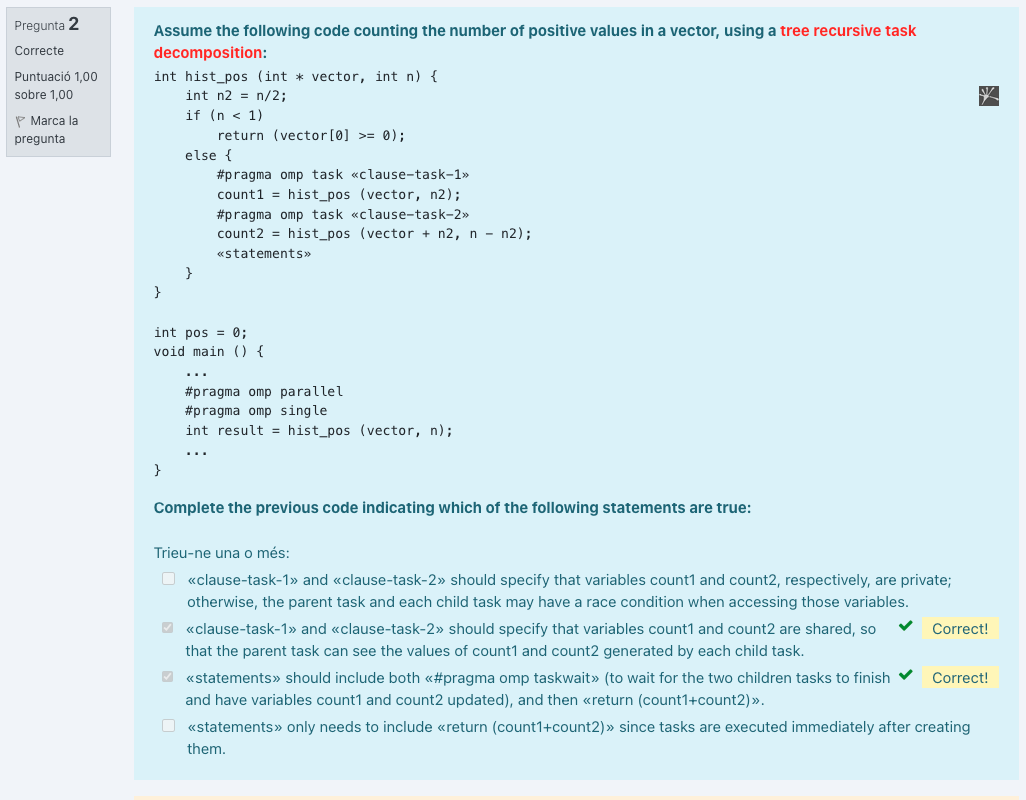 Pregunta 2
Correcte
Puntuació 1,00
sobre 1,00
Marca la
pregunta
Assume the following code counting the number of positive values in a vector, using a tree recursive task
decomposition:
int hist_pos (int * vector, int n) {
    int n2 = n/2;
    if (n < 1)
        return (vector[0] >= 0);
    else {
        #pragma omp task «clause-task-1»
        count1 = hist_pos (vector, n2);
        #pragma omp task «clause-task-2»
        count2 = hist_pos (vector + n2, n - n2);
        «statements»
    }
}
int pos = 0;
void main () {
    ...
    #pragma omp parallel
    #pragma omp single
    int result = hist_pos (vector, n);
    ...
}
Complete the previous code indicating which of the following statements are true:
Trieu-ne una o més:
«clause-task-1» and «clause-task-2» should specify that variables count1 and count2, respectively, are private;
otherwise, the parent task and each child task may have a race condition when accessing those variables.
«clause-task-1» and «clause-task-2» should specify that variables count1 and count2 are shared, so
that the parent task can see the values of count1 and count2 generated by each child task.
Correct!
«statements» should include both «#pragma omp taskwait» (to wait for the two children tasks to finish
and have variables count1 and count2 updated), and then «return (count1+count2)».
Correct!
«statements» only needs to include «return (count1+count2)» since tasks are executed immediately after creating
them.